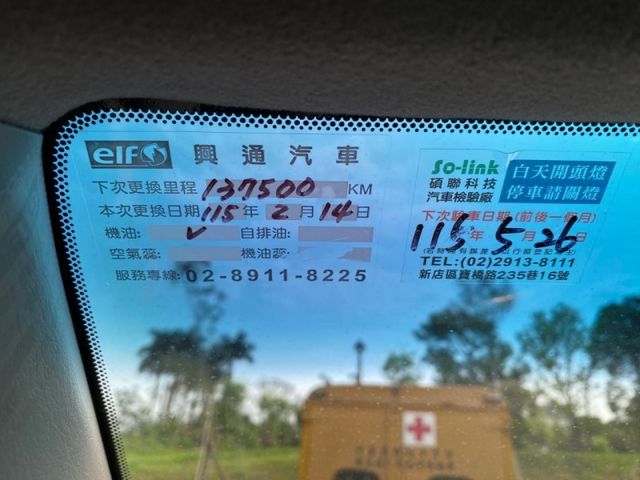 elf 興通汽車
下次更換里程 137500 KM
本次更換日期 115 年 2 月 14 日
機油: ✓ 自排油:
空氣蕊: 機油蕊:
服務專線: 02-8911-8225
So-link
碩聯科技
汽車檢驗廠
白天開頭燈
停車請關燈
下次驗車日期(前後一個月)
115 年 5 月 26 日
TEL:(02)2913-8111
新店區寶橋路235巷16號